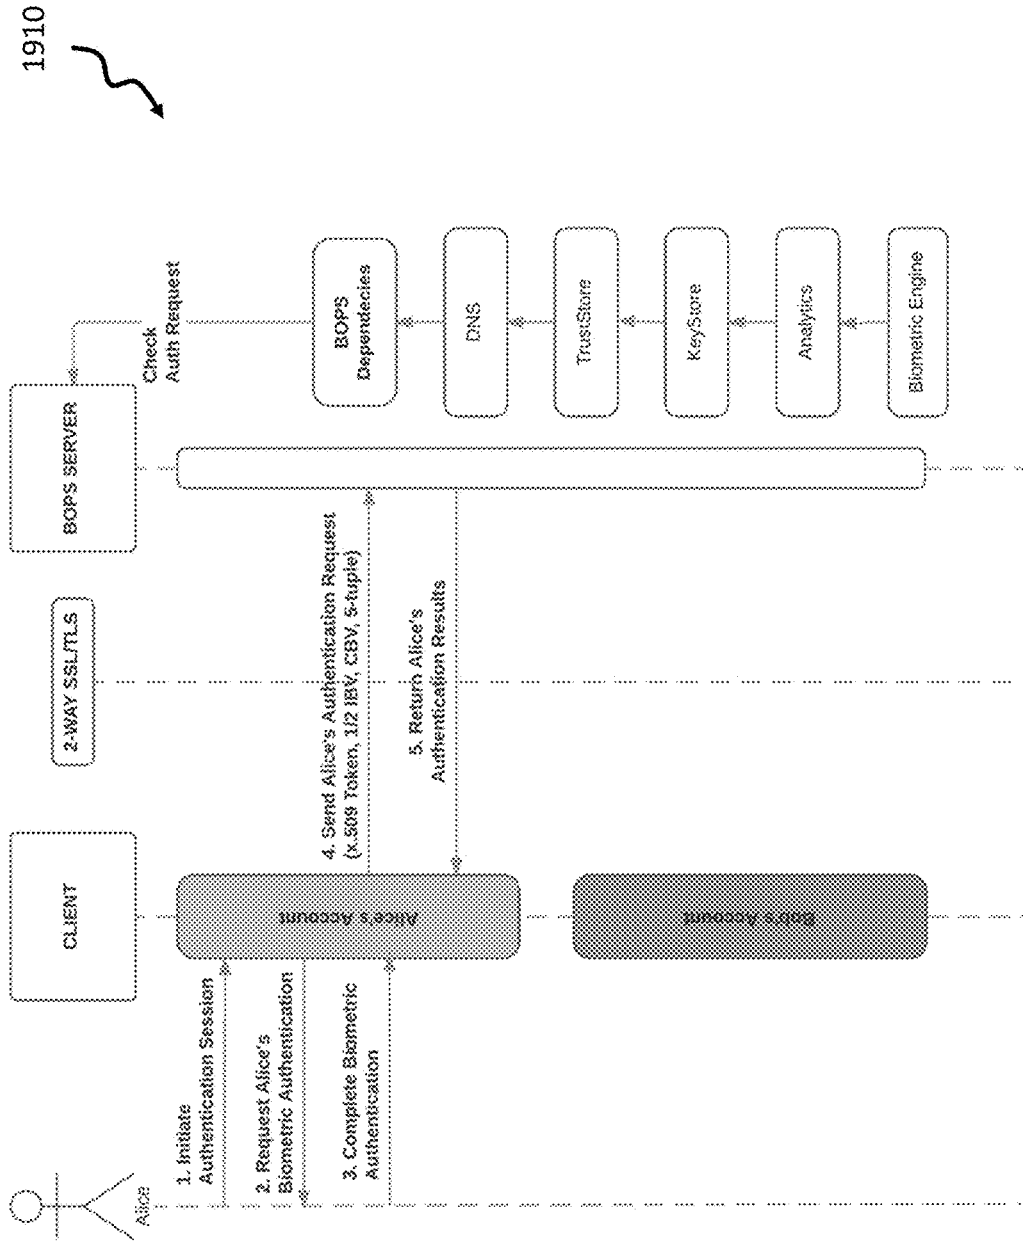 1910
Alice
CLIENT
2-WAY SSL/TLS
BOPS SERVER
Check
Auth Request
1. Initiate
Authentication Session
2. Request Alice's
Biometric Authentication
3. Complete Biometric
Authentication
Alice's Account
Bob's Account
4. Send Alice's Authentication Request
(x.509 Token, 1/2 IBV, CBV, 5-tuple)
5. Return Alice's
Authentication Results
BOPS
Dependecies
DNS
TrustStore
KeyStore
Analytics
Biometric Engine